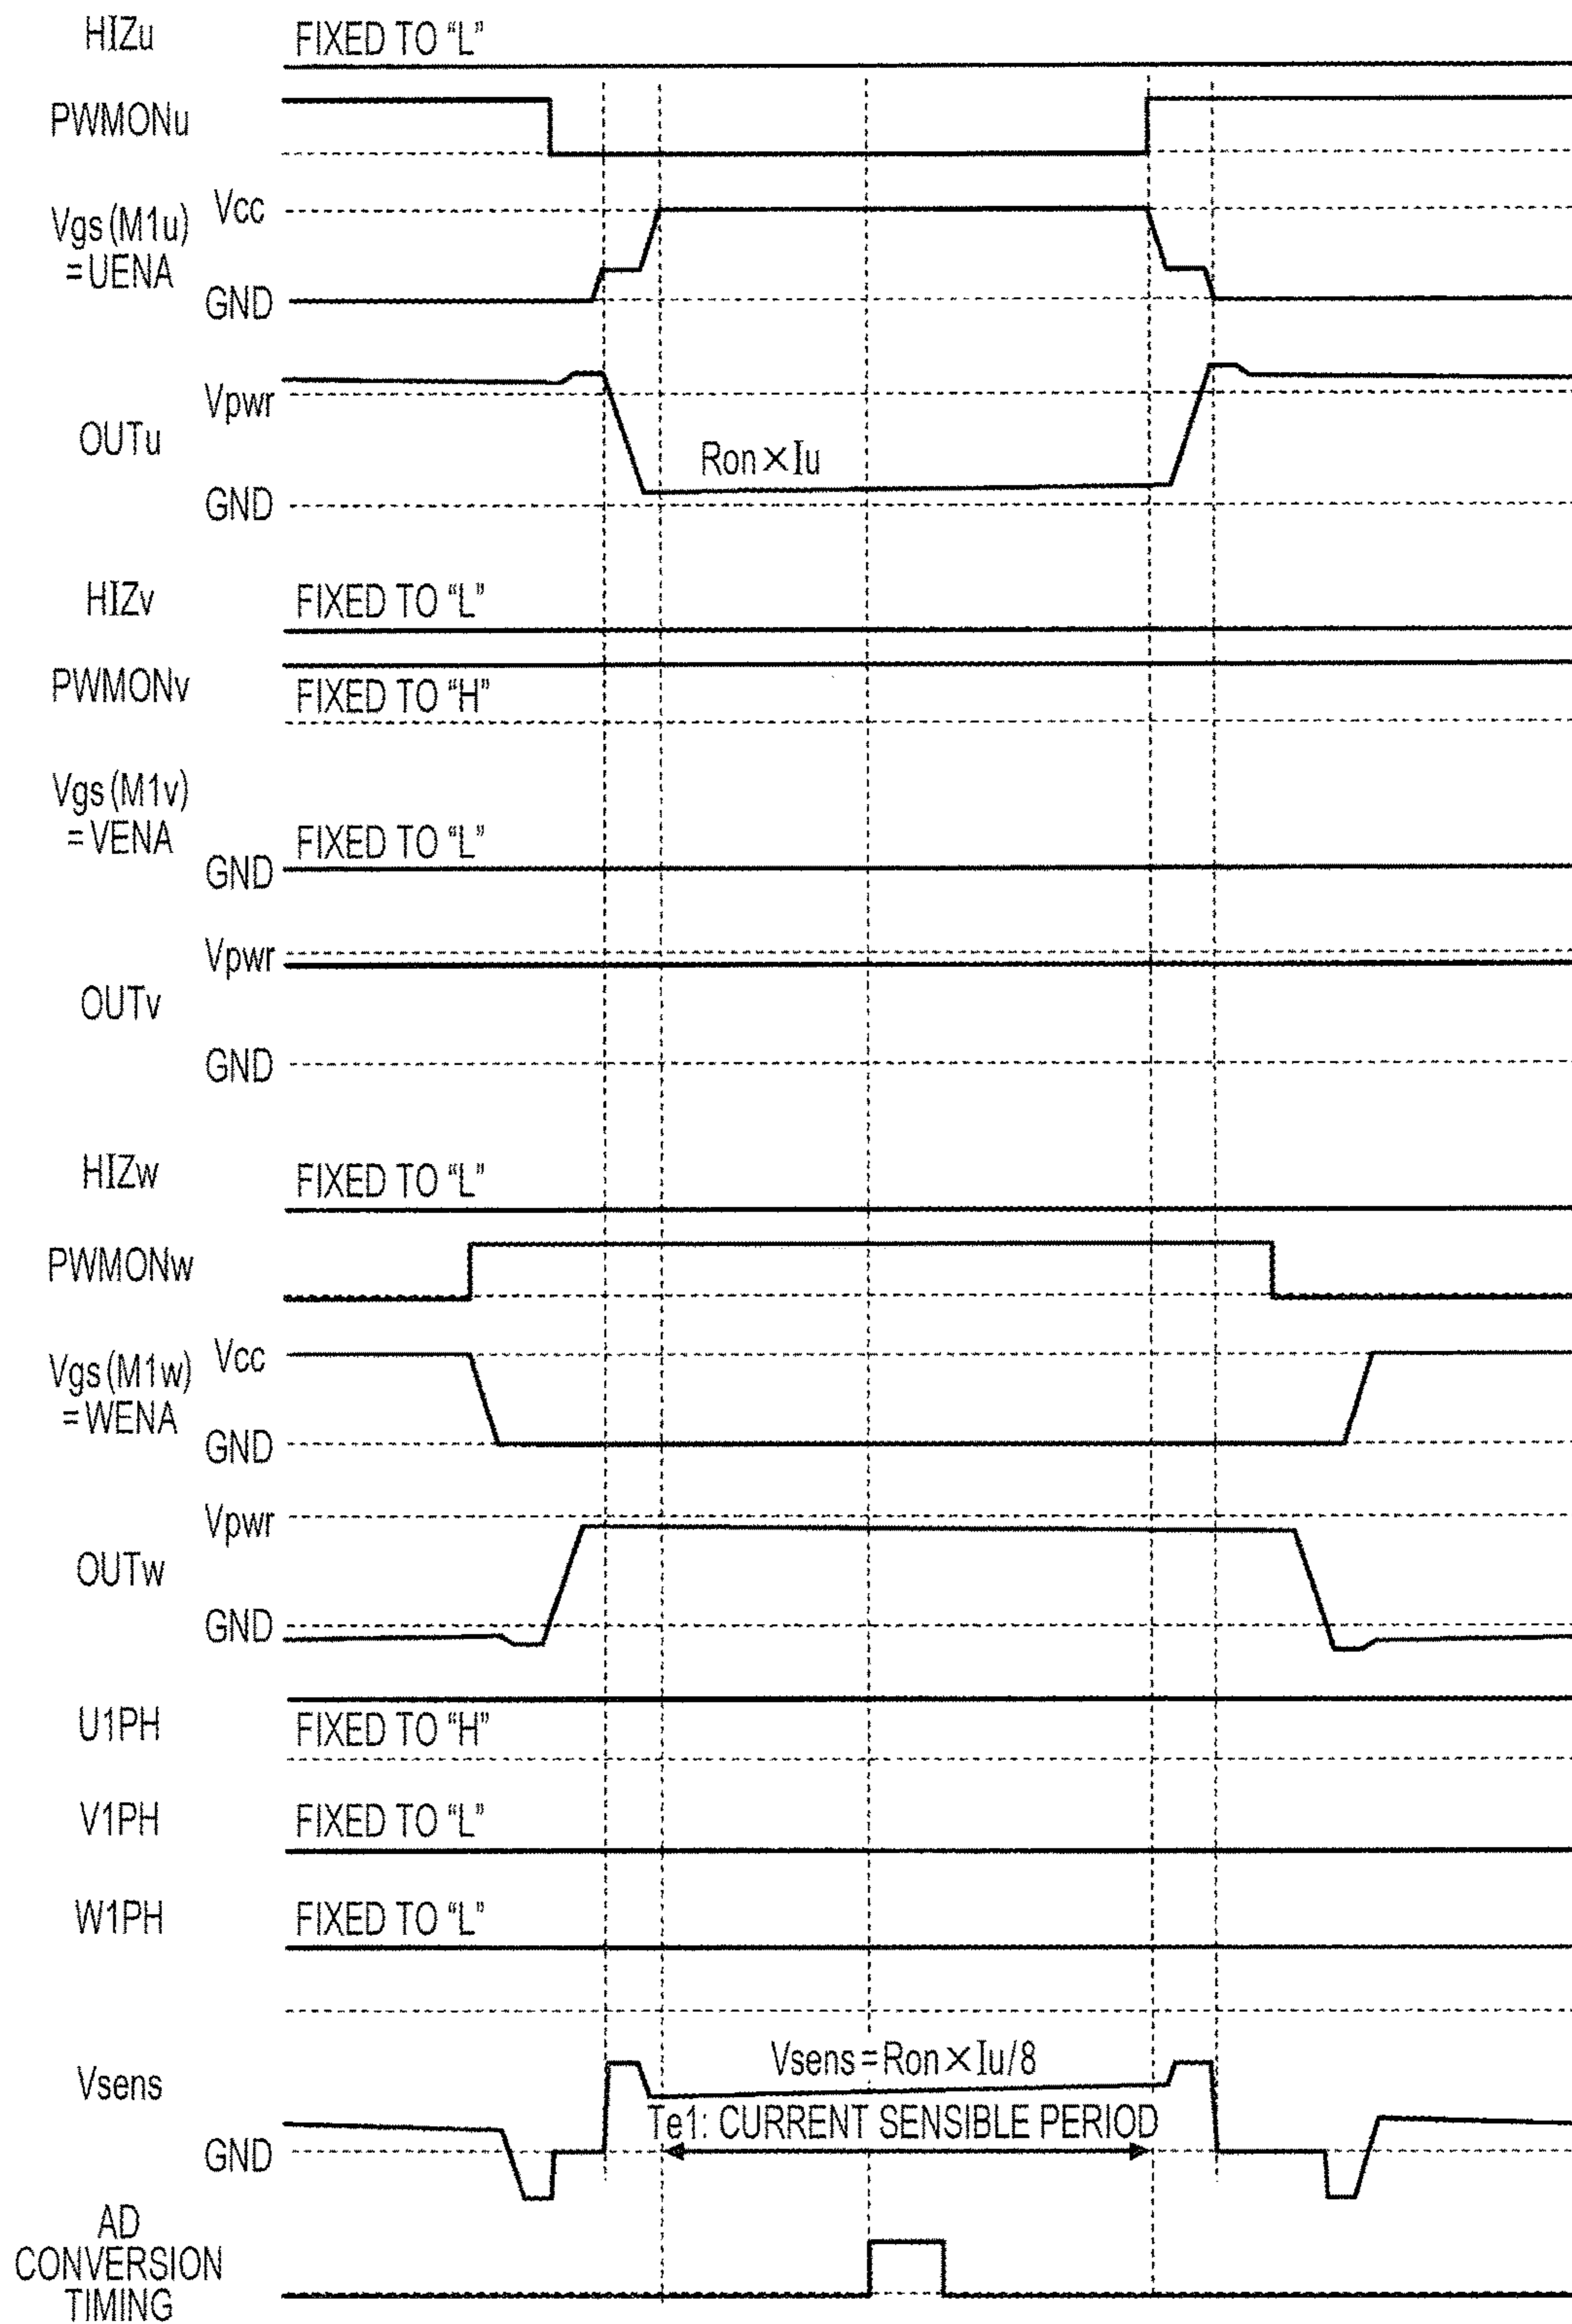 HIZu
FIXED TO "L"
PWMONu
Vgs(M1u)
=UENA
Vcc
GND
OUTu
Vpwr
Ron×Iu
GND
HIZv
FIXED TO "L"
PWMONv
FIXED TO "H"
Vgs(M1v)
=VENA
FIXED TO "L"
GND
Vpwr
OUTv
GND
HIZw
FIXED TO "L"
PWMONw
Vgs(M1w)
=WENA
Vcc
GND
Vpwr
OUTw
GND
U1PH
FIXED TO "H"
V1PH
FIXED TO "L"
W1PH
FIXED TO "L"
Vsens
Vsens=Ron×Iu/8
Te1: CURRENT SENSIBLE PERIOD
GND
AD
CONVERSION
TIMING